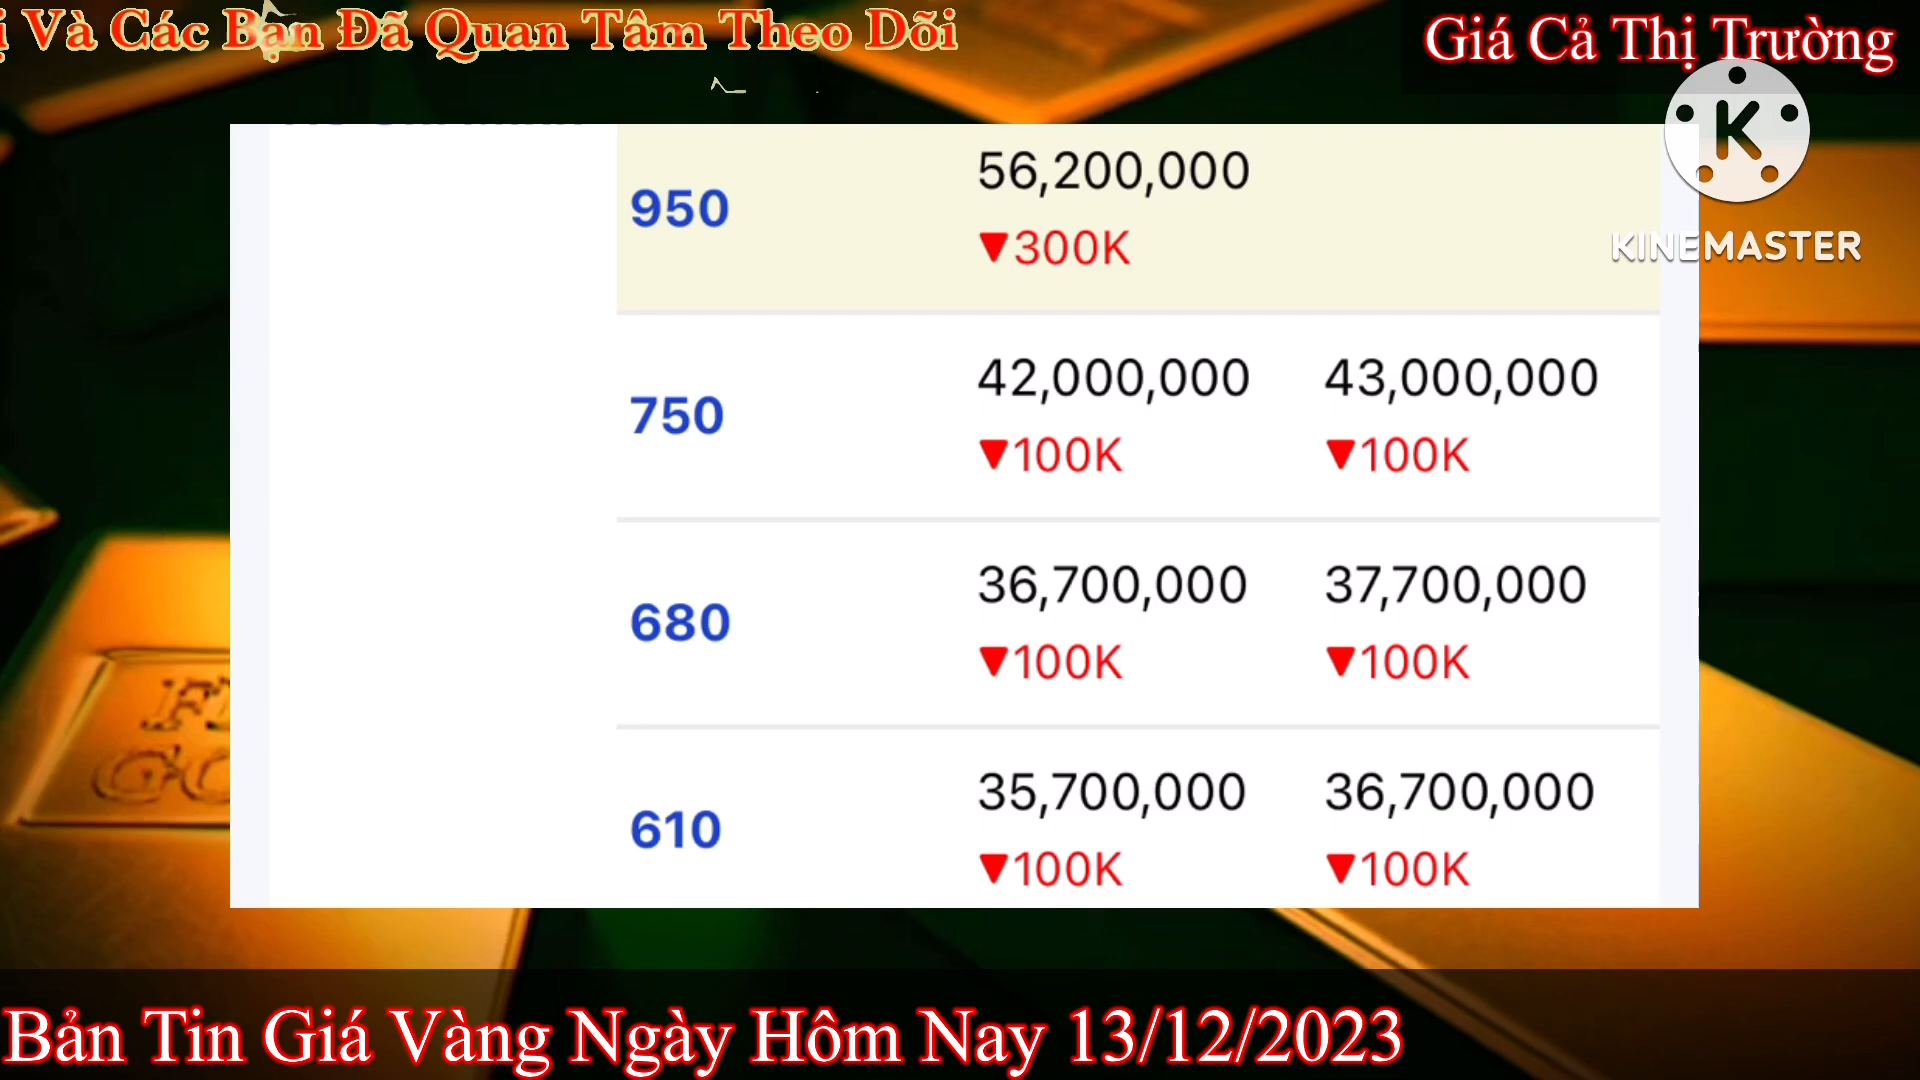 Và Các Bạn Đã Quan Tâm Theo Dõi
Giá Cả Thị Trường
K
KINEMASTER
950 56,200,000
▼300K
750 42,000,000 43,000,000
▼100K ▼100K
680 36,700,000 37,700,000
▼100K ▼100K
610 35,700,000 36,700,000
▼100K ▼100K
Bản Tin Giá Vàng Ngày Hôm Nay 13/12/2023